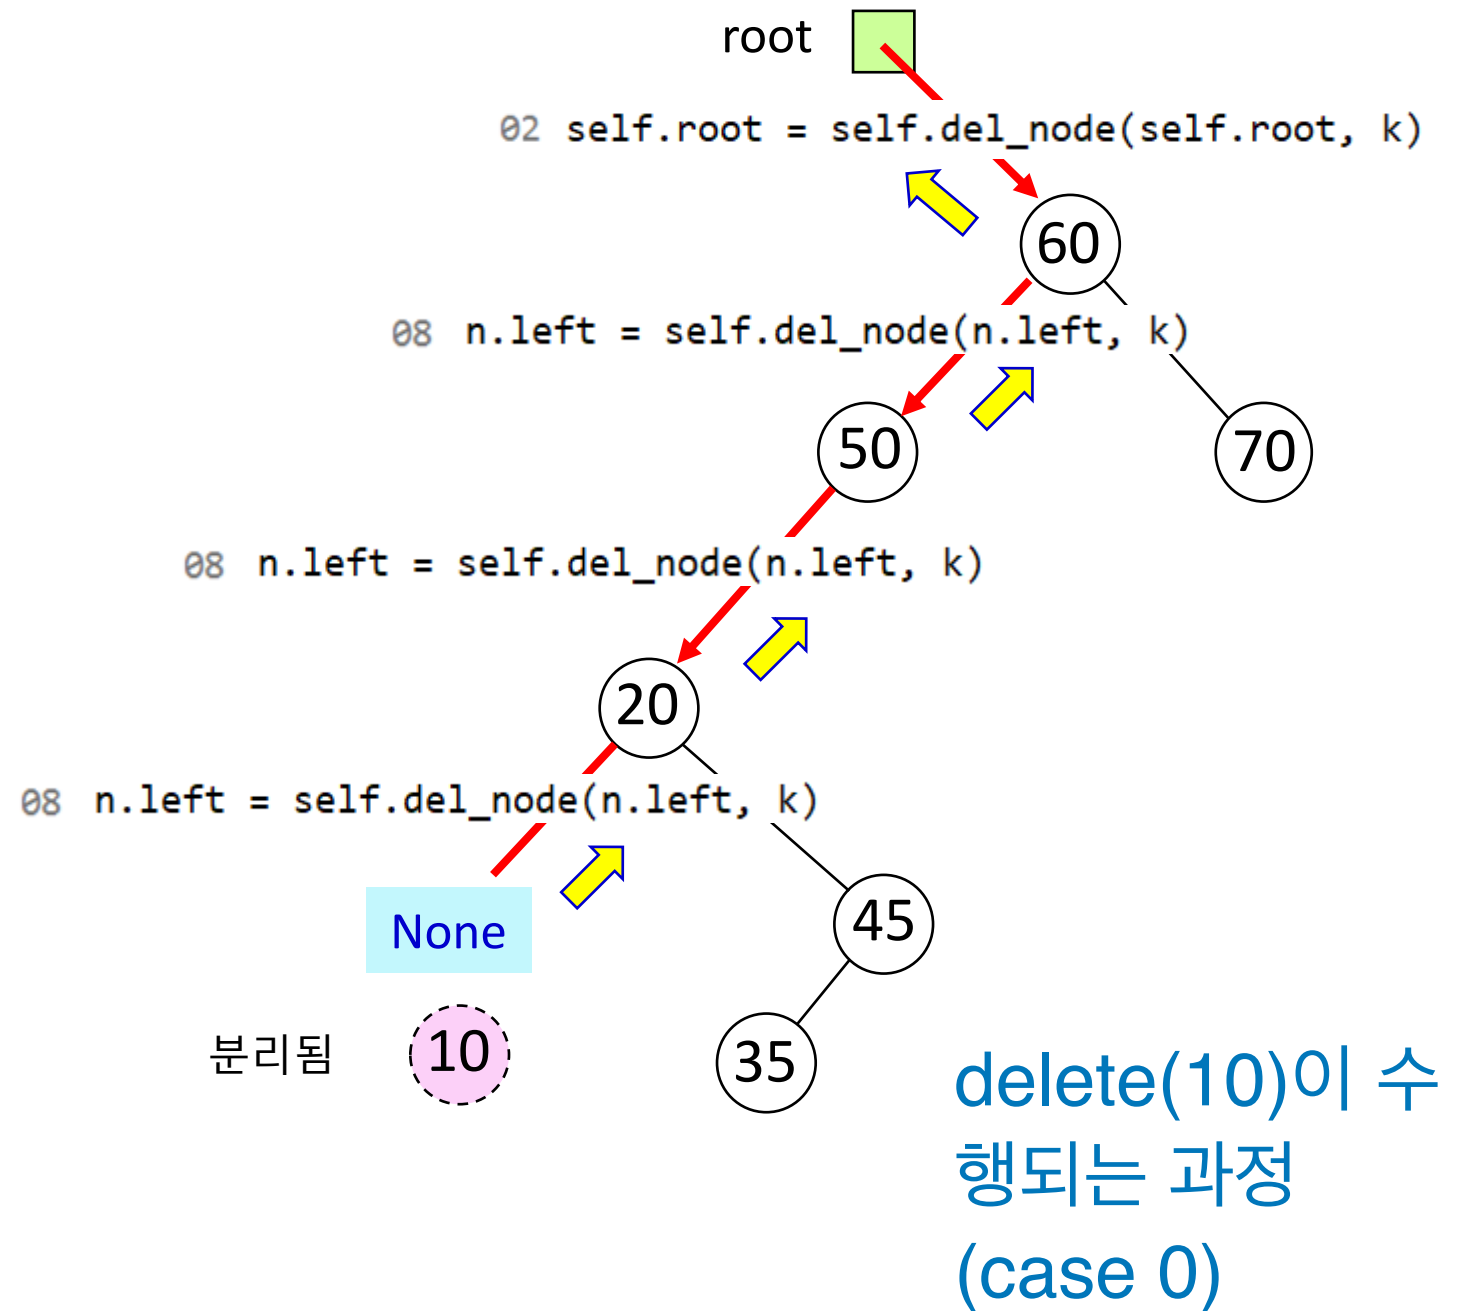 root
02 self.root = self.del_node(self.root, k)
60
08 n.left = self.del_node(n.left, k)
50
70
08 n.left = self.del_node(n.left, k)
20
08 n.left = self.del_node(n.left, k)
None
45
분리됨
10
35
delete(10)이 수
행되는 과정
(case 0)